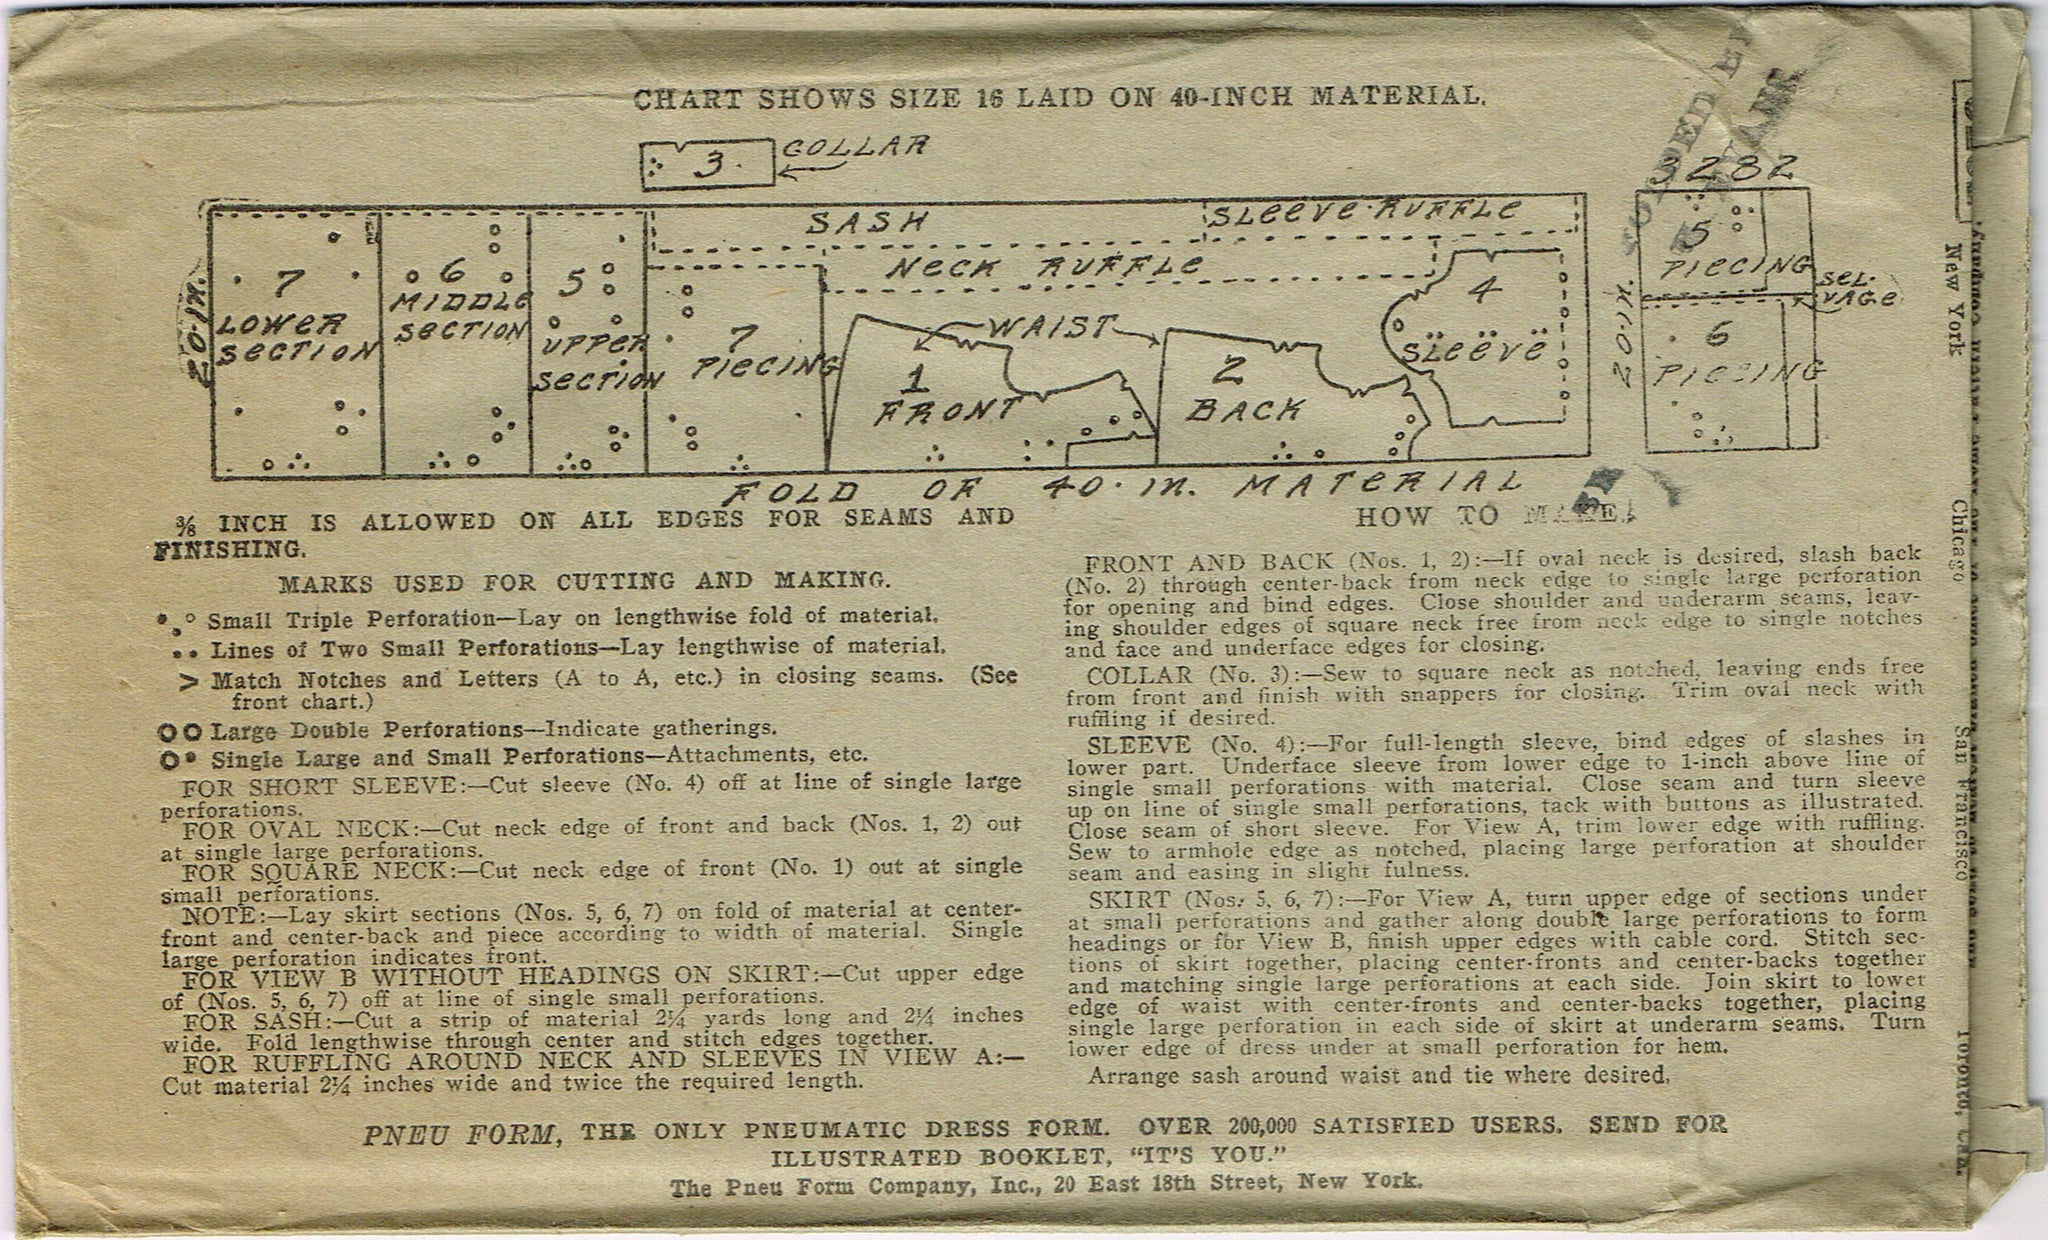 CHART SHOWS SIZE 16 LAID ON 40-INCH MATERIAL.
3.
COLLAR
3282
SASH
SLEEVE RUFFLE
NECK RUFFLE
20-IN.
7
LOWER
SECTION
6
MIDDLE
SECTION
5
UPPER
SECTION
7
PIECING
WAIST
1
FRONT
2
BACK
4
SLEEVE
20-IN.
5
PIECING
SEL-
VAGE
6
PIECING
FOLD OF 40-IN. MATERIAL
⅜ INCH IS ALLOWED ON ALL EDGES FOR SEAMS AND
FINISHING.
MARKS USED FOR CUTTING AND MAKING.
Small Triple Perforation—Lay on lengthwise fold of material.
Lines of Two Small Perforations—Lay lengthwise of material.
> Match Notches and Letters (A to A, etc.) in closing seams. (See
front chart.)
Large Double Perforations—Indicate gatherings.
Single Large and Small Perforations—Attachments, etc.
FOR SHORT SLEEVE:—Cut sleeve (No. 4) off at line of single large
perforations.
FOR OVAL NECK:—Cut neck edge of front and back (Nos. 1, 2) out
at single large perforations.
FOR SQUARE NECK:—Cut neck edge of front (No. 1) out at single
small perforations.
NOTE:—Lay skirt sections (Nos. 5, 6, 7) on fold of material at center-
front and center-back and piece according to width of material. Single
large perforation indicates front.
FOR VIEW B WITHOUT HEADINGS ON SKIRT:—Cut upper edge
of (Nos. 5, 6, 7) off at line of single small perforations.
FOR SASH:—Cut a strip of material 2¼ yards long and 2¼ inches
wide. Fold lengthwise through center and stitch edges together.
FOR RUFFLING AROUND NECK AND SLEEVES IN VIEW A:—
Cut material 2¼ inches wide and twice the required length.
HOW TO MAKE.
FRONT AND BACK (Nos. 1, 2):—If oval neck is desired, slash back
(No. 2) through center-back from neck edge to single large perforation
for opening and bind edges. Close shoulder and underarm seams, leav-
ing shoulder edges of square neck free from neck edge to single notches
and face and underface edges for closing.
COLLAR (No. 3):—Sew to square neck as notched, leaving ends free
from front and finish with snappers for closing. Trim oval neck with
ruffling if desired.
SLEEVE (No. 4):—For full-length sleeve, bind edges of slashes in
lower part. Underface sleeve from lower edge to 1-inch above line of
single small perforations with material. Close seam and turn sleeve
up on line of single small perforations, tack with buttons as illustrated.
Close seam of short sleeve. For View A, trim lower edge with ruffling.
Sew to armhole edge as notched, placing large perforation at shoulder
seam and easing in slight fulness.
SKIRT (Nos. 5, 6, 7):—For View A, turn upper edge of sections under
at small perforations and gather along double large perforations to form
headings or for View B, finish upper edges with cable cord. Stitch sec-
tions of skirt together, placing center-fronts and center-backs together
and matching single large perforations at each side. Join skirt to lower
edge of waist with center-fronts and center-backs together, placing
single large perforation in each side of skirt at underarm seams. Turn
lower edge of dress under at small perforation for hem.
Arrange sash around waist and tie where desired.
PNEU FORM, THE ONLY PNEUMATIC DRESS FORM. OVER 200,000 SATISFIED USERS. SEND FOR
ILLUSTRATED BOOKLET, "IT'S YOU."
The Pneu Form Company, Inc., 20 East 18th Street, New York.
New York
Chicago
San Francisco
Toronto, Can.